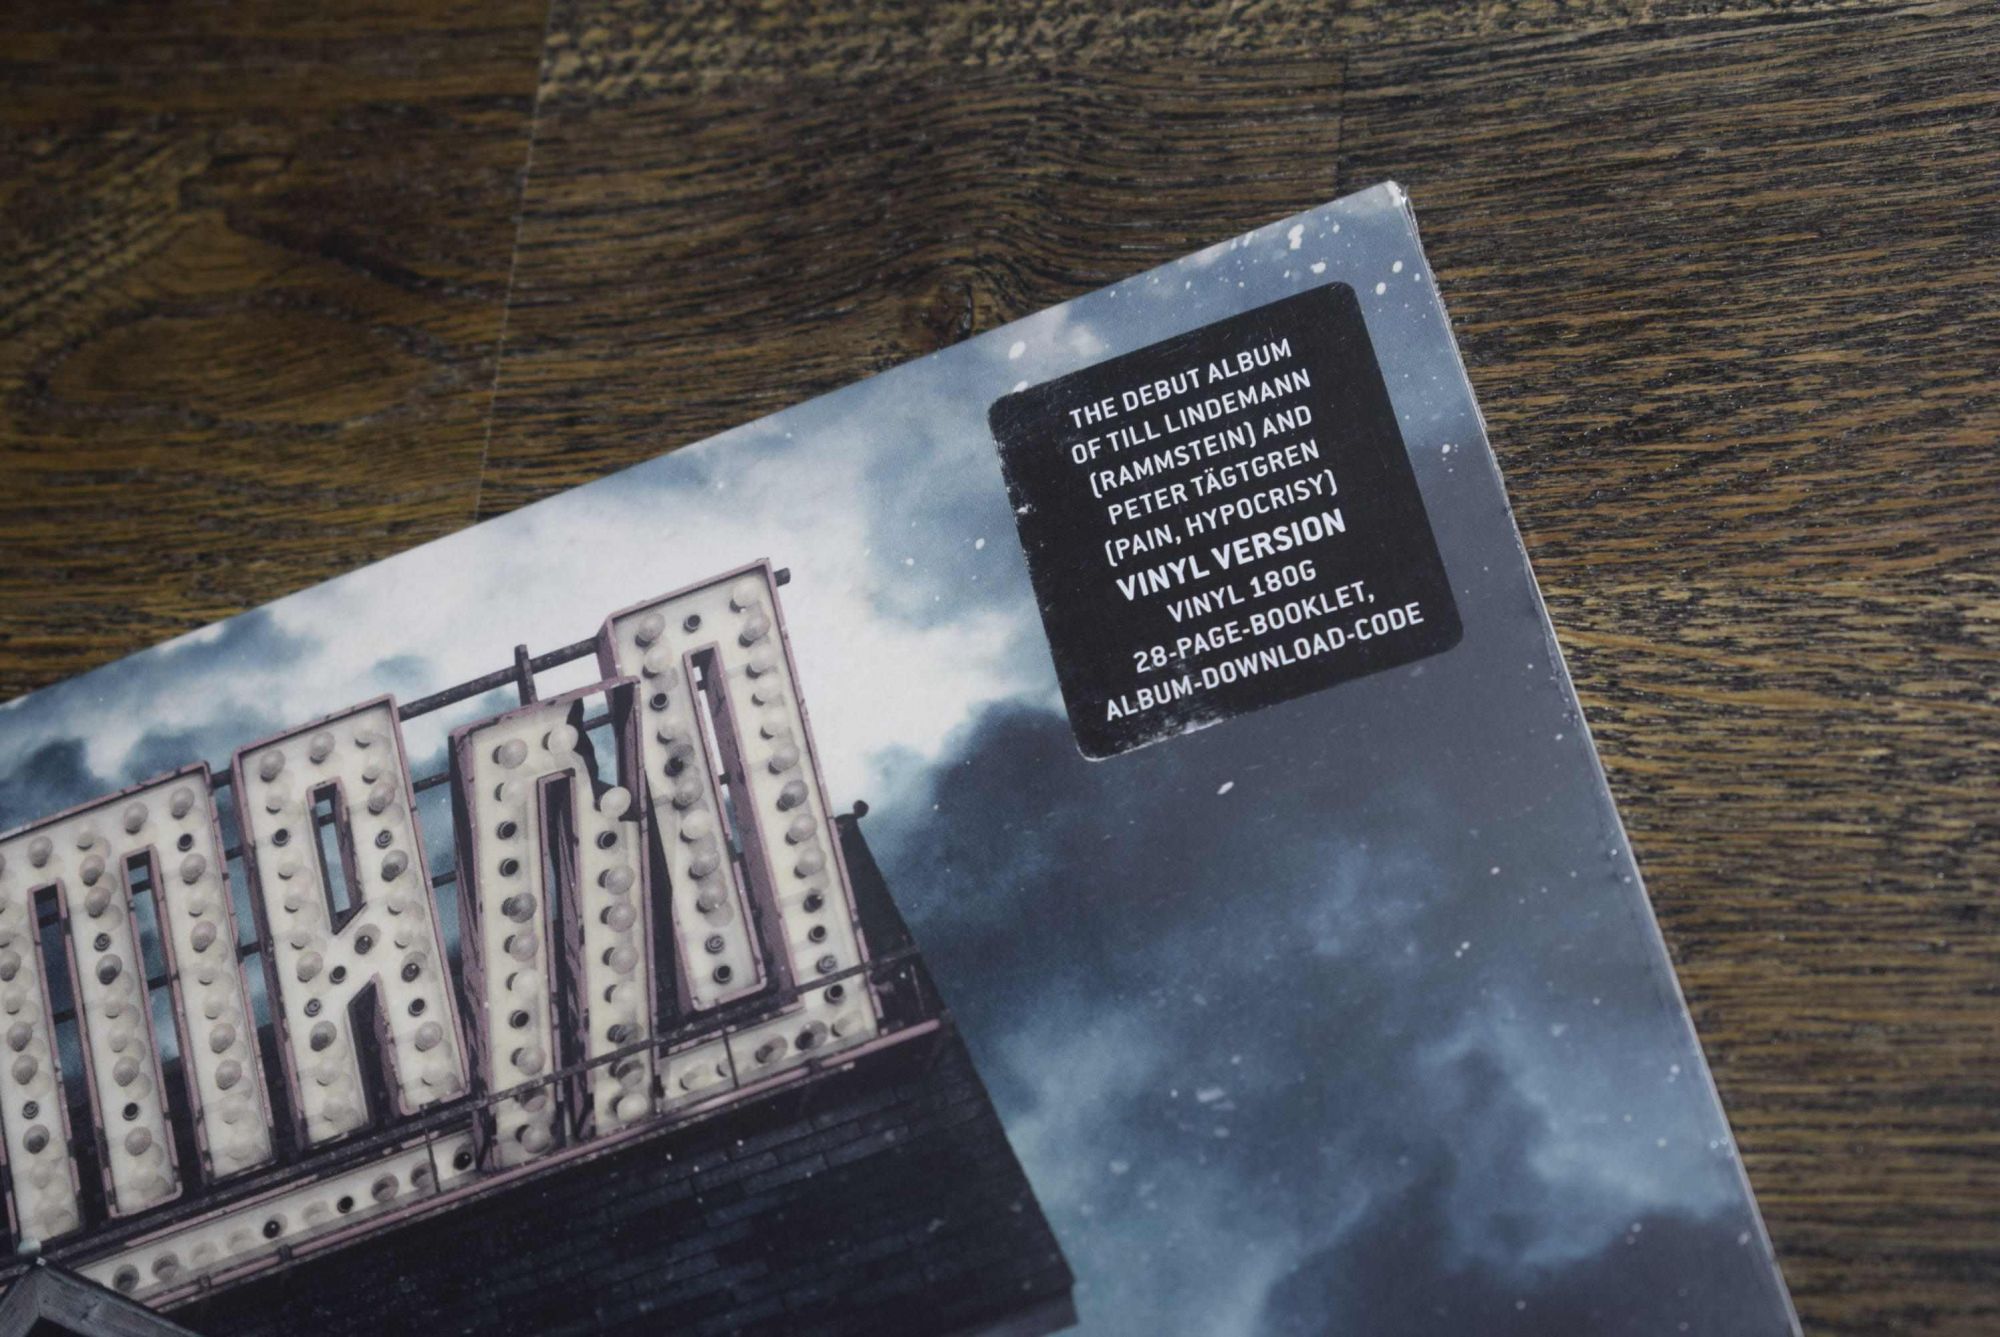 THE DEBUT ALBUM
OF TILL LINDEMANN
(RAMMSTEIN) AND
PETER TÄGTGREN
(PAIN, HYPOCRISY)
VINYL VERSION
VINYL 180G
28-PAGE-BOOKLET,
ALBUM-DOWNLOAD-CODE